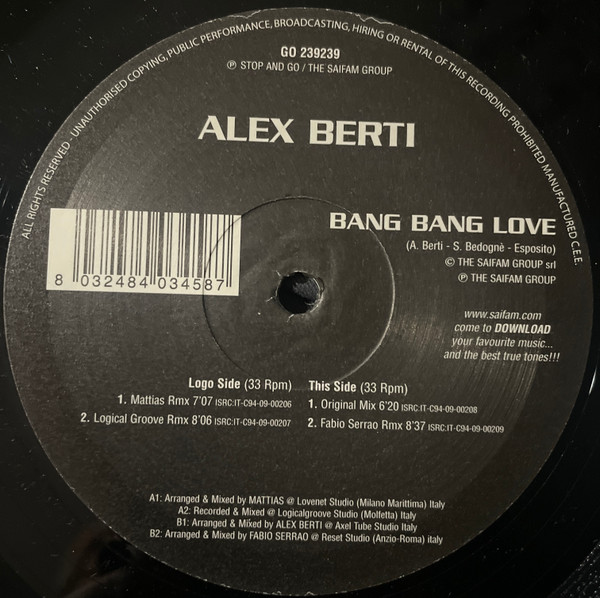 ALL RIGHTS RESERVED - UNAUTHORISED COPYING, PUBLIC PERFORMANCE, BROADCASTING, HIRING OR RENTAL OF THIS RECORDING PROHIBITED MANUFACTURED C.E.E.
GO 239239
℗ STOP AND GO / THE SAIFAM GROUP
ALEX BERTI
BANG BANG LOVE
(A. Berti - S. Bedognè - Esposito)
© THE SAIFAM GROUP srl
℗ THE SAIFAM GROUP
8 032484 034587
www.saifam.com
come to DOWNLOAD
your favourite music...
and the best true tones!!!
Logo Side (33 Rpm)
1. Mattias Rmx 7'07 ISRC:IT-C94-09-00206
2. Logical Groove Rmx 8'06 ISRC:IT-C94-09-00207
This Side (33 Rpm)
1. Original Mix 6'20 ISRC:IT-C94-09-00208
2. Fabio Serrao Rmx 8'37 ISRC:IT-C94-09-00209
A1: Arranged & Mixed by MATTIAS @ Lovenet Studio (Milano Marittima) Italy
A2: Recorded & Mixed @ Logicalgroove Studio (Molfetta) Italy
B1: Arranged & Mixed by ALEX BERTI @ Axel Tube Studio Italy
B2: Arranged & Mixed by FABIO SERRAO @ Reset Studio (Anzio-Roma) italy